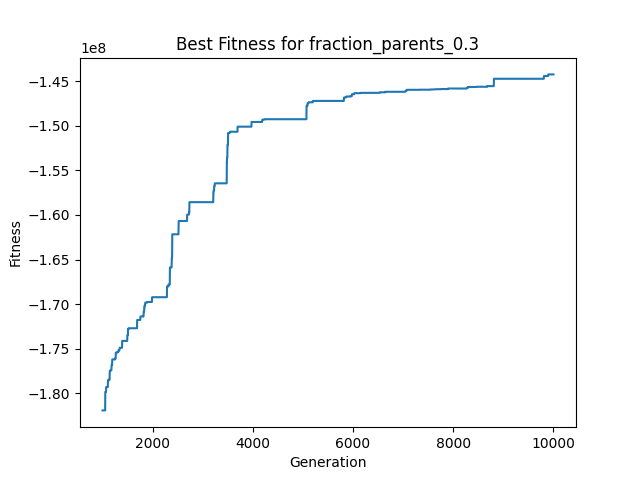 Best Fitness for fraction_parents_0.3
1e8
−1.45
−1.50
−1.55
−1.60
−1.65
−1.70
−1.75
−1.80
Fitness
2000 4000 6000 8000 10000
Generation